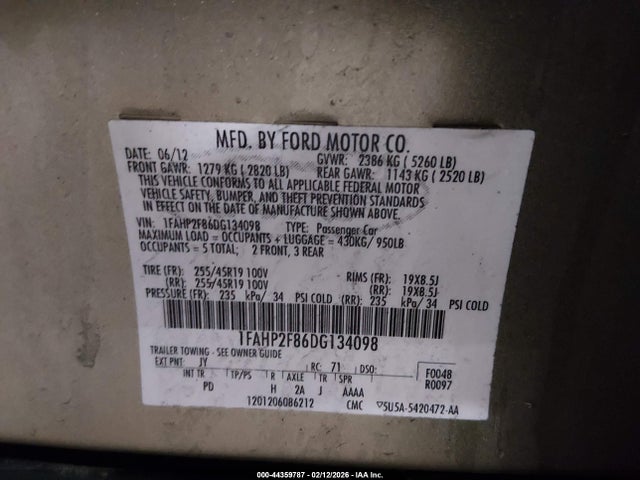 MFD. BY FORD MOTOR CO.
DATE: 06/12 GVWR: 2386 KG ( 5260 LB)
FRONT GAWR: 1279 KG ( 2820 LB) REAR GAWR: 1143 KG ( 2520 LB)
THIS VEHICLE CONFORMS TO ALL APPLICABLE FEDERAL MOTOR
VEHICLE SAFETY, BUMPER, AND THEFT PREVENTION STANDARDS
IN EFFECT ON THE DATE OF MANUFACTURE SHOWN ABOVE.
VIN: 1FAHP2F86DG134098 TYPE: Passenger Car
MAXIMUM LOAD = OCCUPANTS + LUGGAGE = 430KG/ 950LB
OCCUPANTS = 5 TOTAL; 2 FRONT, 3 REAR
TIRE (FR): 255/45R19 100V RIMS (FR): 19X8.5J
(RR): 255/45R19 100V (RR): 19X8.5J
PRESSURE (FR): 235 kPa/ 34 PSI COLD (RR): 235 kPa/ 34 PSI COLD
1FAHP2F86DG134098
TRAILER TOWING - SEE OWNER GUIDE
EXT PNT: JY RC: 71 DSO: F0048
INT TR TP/PS R AXLE TR SPR R0097
PD H 2A J AAAA
1201206086212 CMC 5U5A-5420472-AA
000-44359787 - 02/12/2026 - IAA Inc.